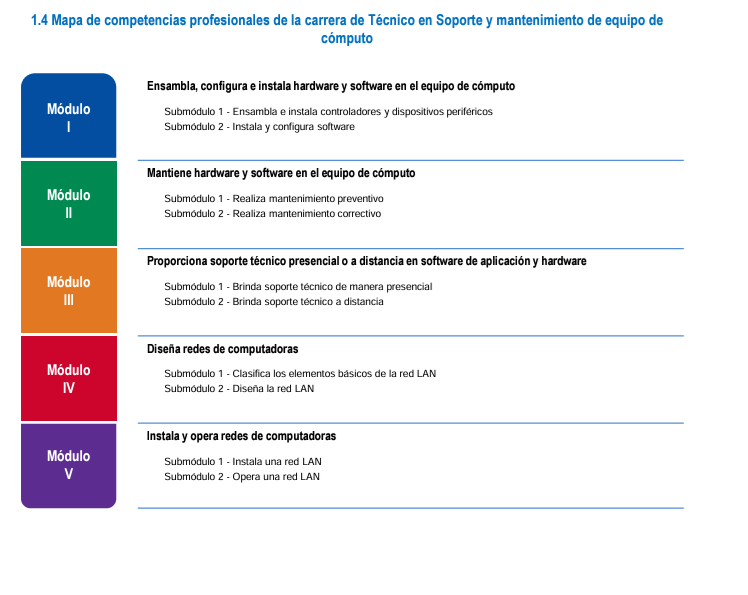 1.4 Mapa de competencias profesionales de la carrera de Técnico en Soporte y mantenimiento de equipo de
cómputo
Módulo
I
Ensambla, configura e instala hardware y software en el equipo de cómputo
Submódulo 1 - Ensambla e instala controladores y dispositivos periféricos
Submódulo 2 - Instala y configura software
Módulo
II
Mantiene hardware y software en el equipo de cómputo
Submódulo 1 - Realiza mantenimiento preventivo
Submódulo 2 - Realiza mantenimiento correctivo
Módulo
III
Proporciona soporte técnico presencial o a distancia en software de aplicación y hardware
Submódulo 1 - Brinda soporte técnico de manera presencial
Submódulo 2 - Brinda soporte técnico a distancia
Módulo
IV
Diseña redes de computadoras
Submódulo 1 - Clasifica los elementos básicos de la red LAN
Submódulo 2 - Diseña la red LAN
Módulo
V
Instala y opera redes de computadoras
Submódulo 1 - Instala una red LAN
Submódulo 2 - Opera una red LAN